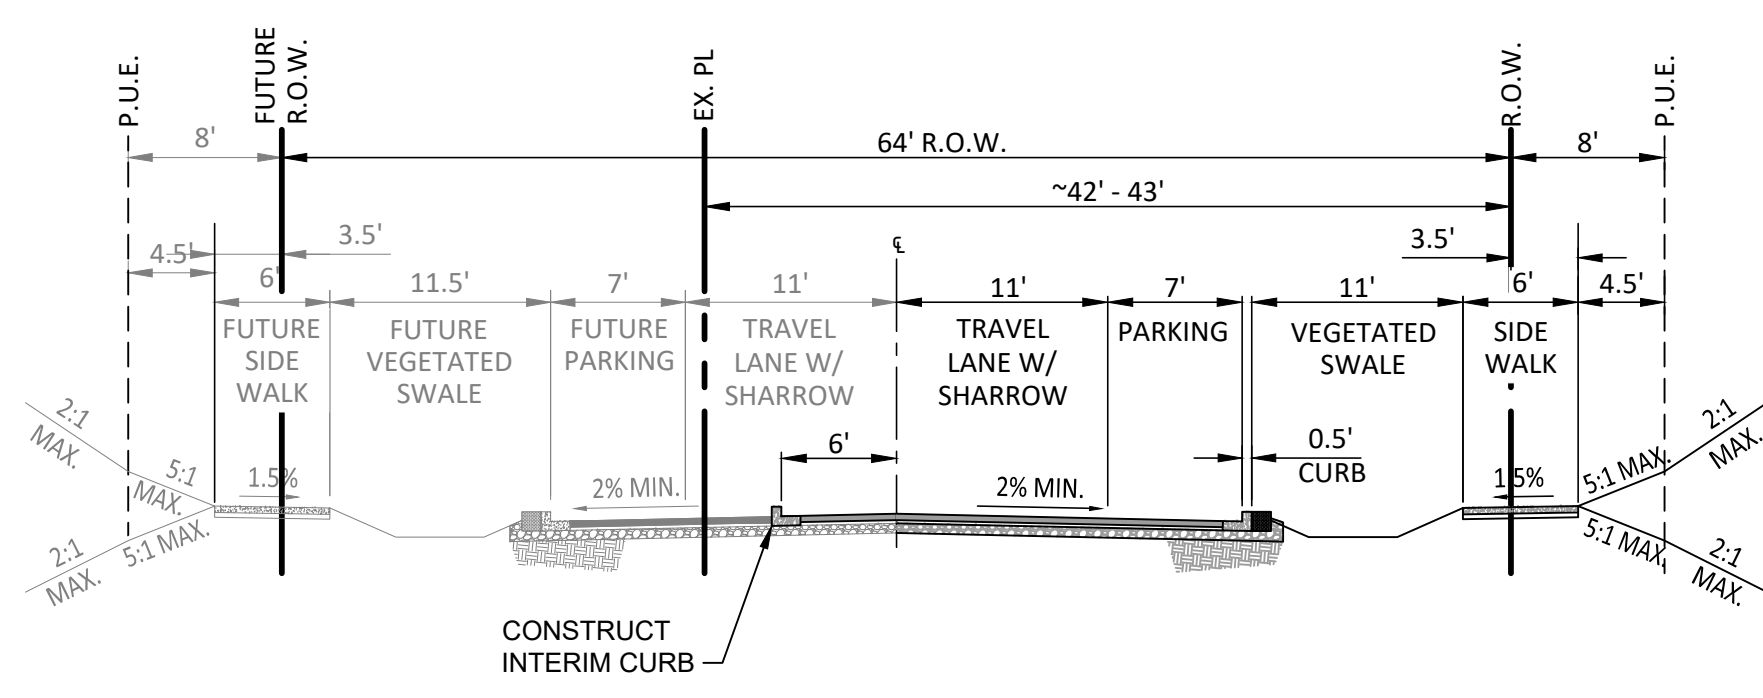 P.U.E.
FUTURE
R.O.W.
EX. PL
R.O.W.
P.U.E.
8'
64' R.O.W.
8'
~42' - 43'
4.5'
3.5'
℄
3.5'
6'
11.5'
7'
11'
11'
7'
11'
6'
4.5'
FUTURE
SIDE
WALK
FUTURE
VEGETATED
SWALE
FUTURE
PARKING
TRAVEL
LANE W/
SHARROW
TRAVEL
LANE W/
SHARROW
PARKING
VEGETATED
SWALE
SIDE
WALK
6'
0.5'
CURB
2:1
MAX.
5:1
MAX.
1.5%
2% MIN.
2% MIN.
1.5%
5:1 MAX.
2:1
MAX.
2:1
MAX.
5:1 MAX.
5:1 MAX.
2:1
MAX.
CONSTRUCT
INTERIM CURB